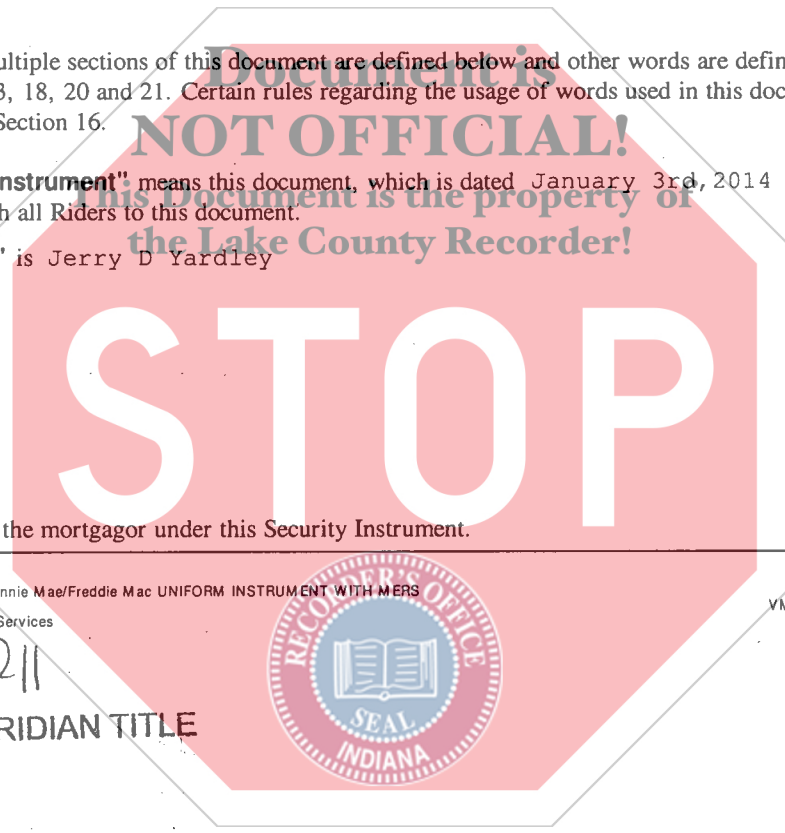 ultiple sections of this document are defined below and other words are defin
Document is
3, 18, 20 and 21. Certain rules regarding the usage of words used in this doc
Section 16.
NOT OFFICIAL!
nstrument" means this document, which is dated January 3rd, 2014
This Document is the property of
h all Riders to this document.
the Lake County Recorder!
" is Jerry D Yardley
STOP
the mortgagor under this Security Instrument.
nnie Mae/Freddie Mac UNIFORM INSTRUMENT WITH MERS
VM
Services
211
RIDIAN TITLE
RECORDER'S OFFICE
SEAL
INDIANA